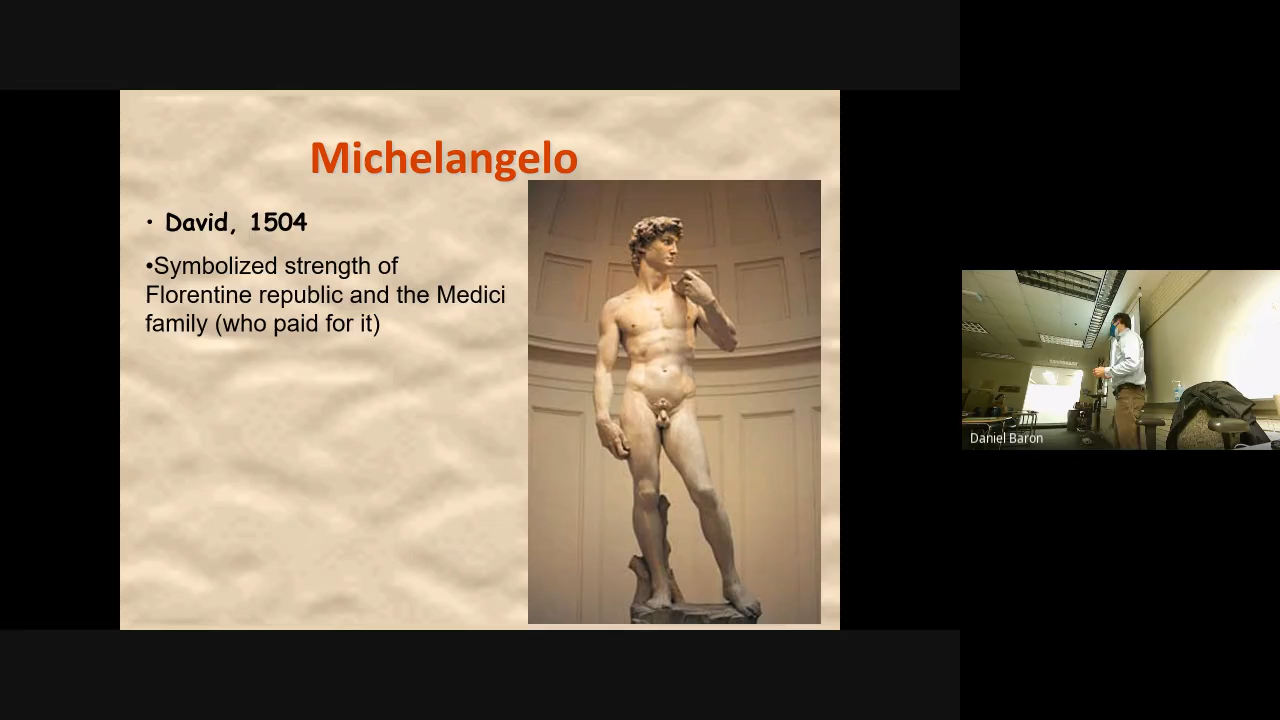 Michelangelo
• David, 1504
•Symbolized strength of
Florentine republic and the Medici
family (who paid for it)
Daniel Baron